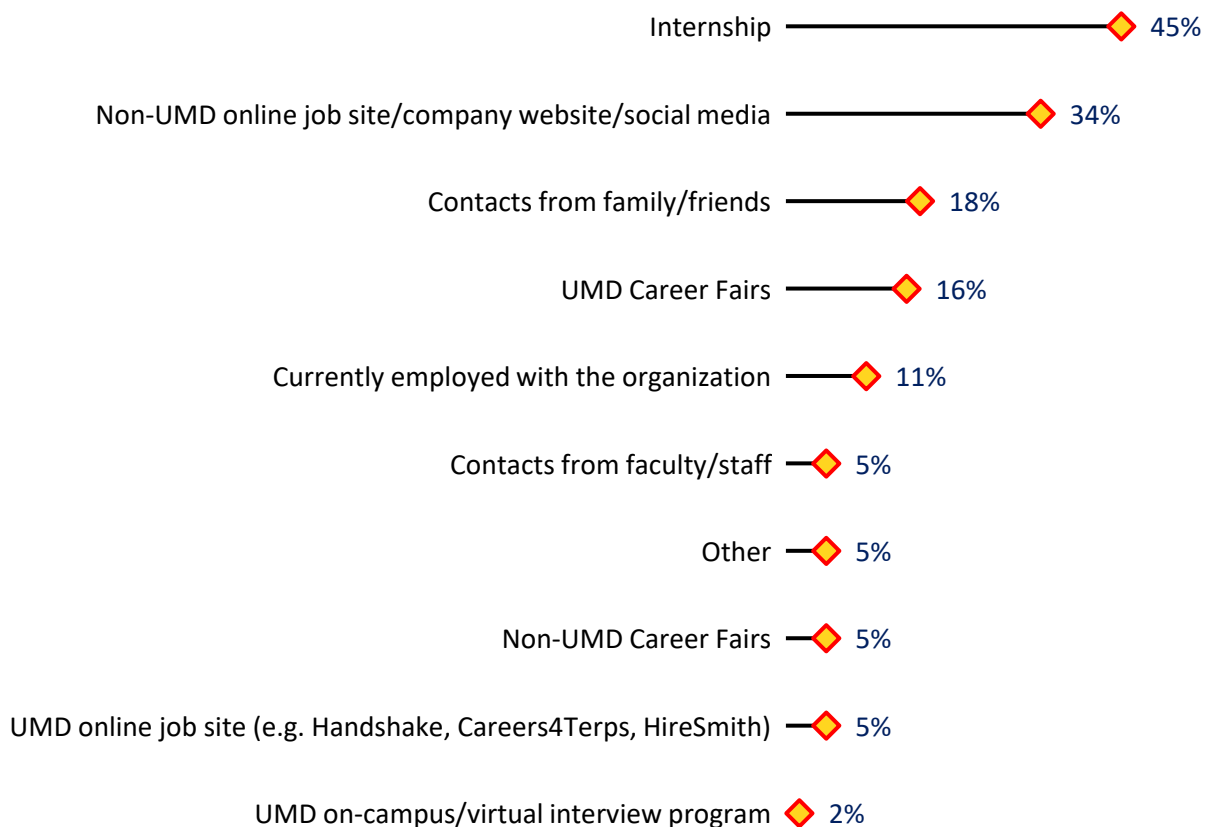 Internship 45%
Non-UMD online job site/company website/social media 34%
Contacts from family/friends 18%
UMD Career Fairs 16%
Currently employed with the organization 11%
Contacts from faculty/staff 5%
Other 5%
Non-UMD Career Fairs 5%
UMD online job site (e.g. Handshake, Careers4Terps, HireSmith) 5%
UMD on-campus/virtual interview program 2%